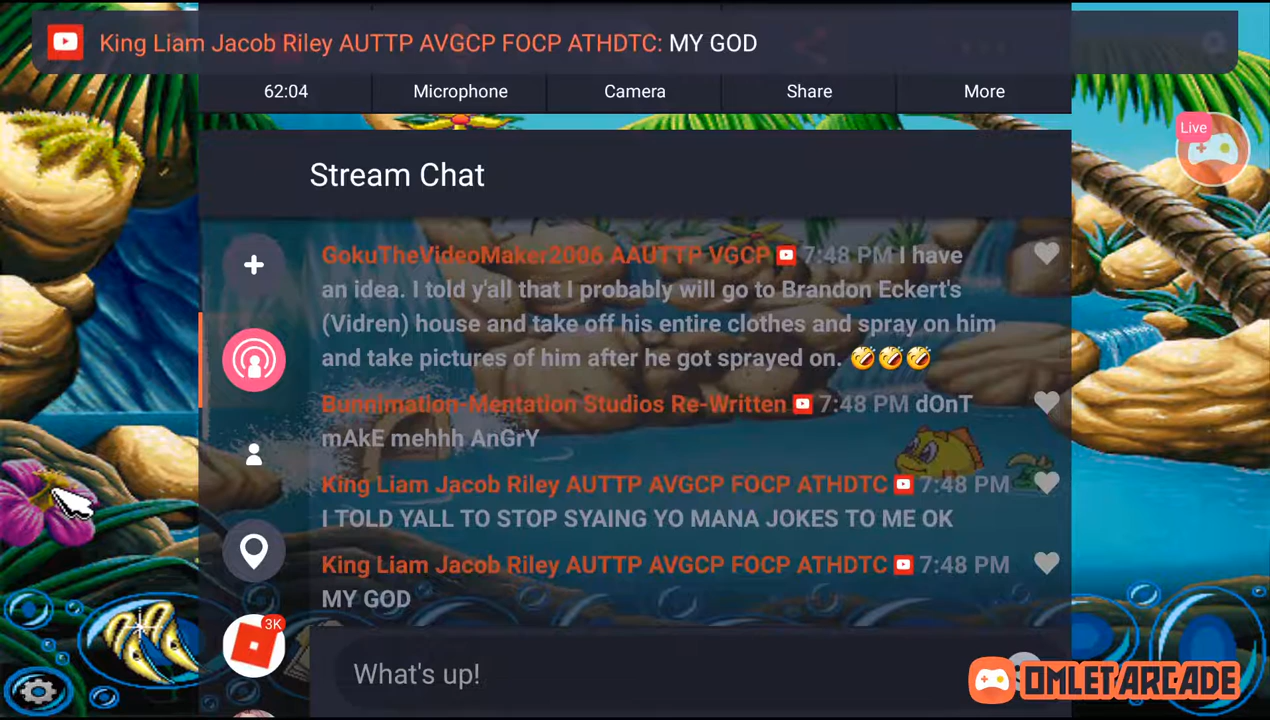 King Liam Jacob Riley AUTTP AVGCP FOCP ATHDTC: MY GOD
62:04 Microphone Camera Share More
Live
Stream Chat
GokuTheVideoMaker2006 AAUTTP VGCP 7:48 PM I have
an idea. I told y'all that I probably will go to Brandon Eckert's
(Vidren) house and take off his entire clothes and spray on him
and take pictures of him after he got sprayed on. 🤣🤣🤣
Bunnimation-Mentation Studios Re-Written 7:48 PM dOnT
mAkE mehhh AnGrY
King Liam Jacob Riley AUTTP AVGCP FOCP ATHDTC 7:48 PM
I TOLD YALL TO STOP SYAING YO MANA JOKES TO ME OK
King Liam Jacob Riley AUTTP AVGCP FOCP ATHDTC 7:48 PM
MY GOD
3K
What's up!
OMLET ARCADE